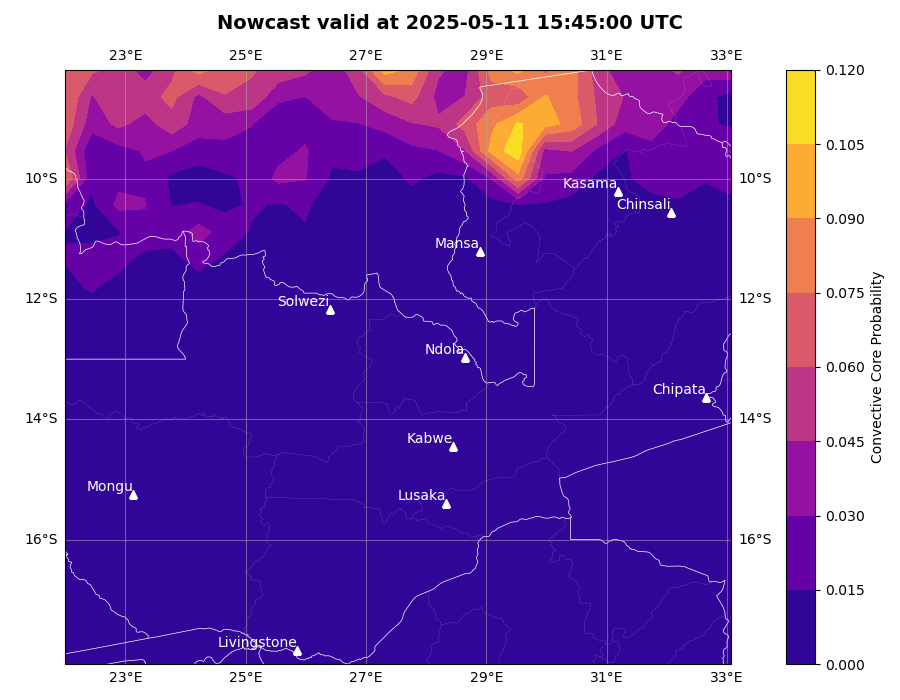 Nowcast valid at 2025-05-11 15:45:00 UTC
23°E 25°E 27°E 29°E 31°E 33°E
0.120
0.105
10°S 10°S
Kasama
Chinsali
0.090
Mansa
0.075
12°S 12°S
Solwezi
Ndola
0.060
Chipata
14°S 14°S
Kabwe
0.045
Mongu
Lusaka
0.030
16°S 16°S
0.015
Livingstone
0.000
23°E 25°E 27°E 29°E 31°E 33°E
Convective Core Probability